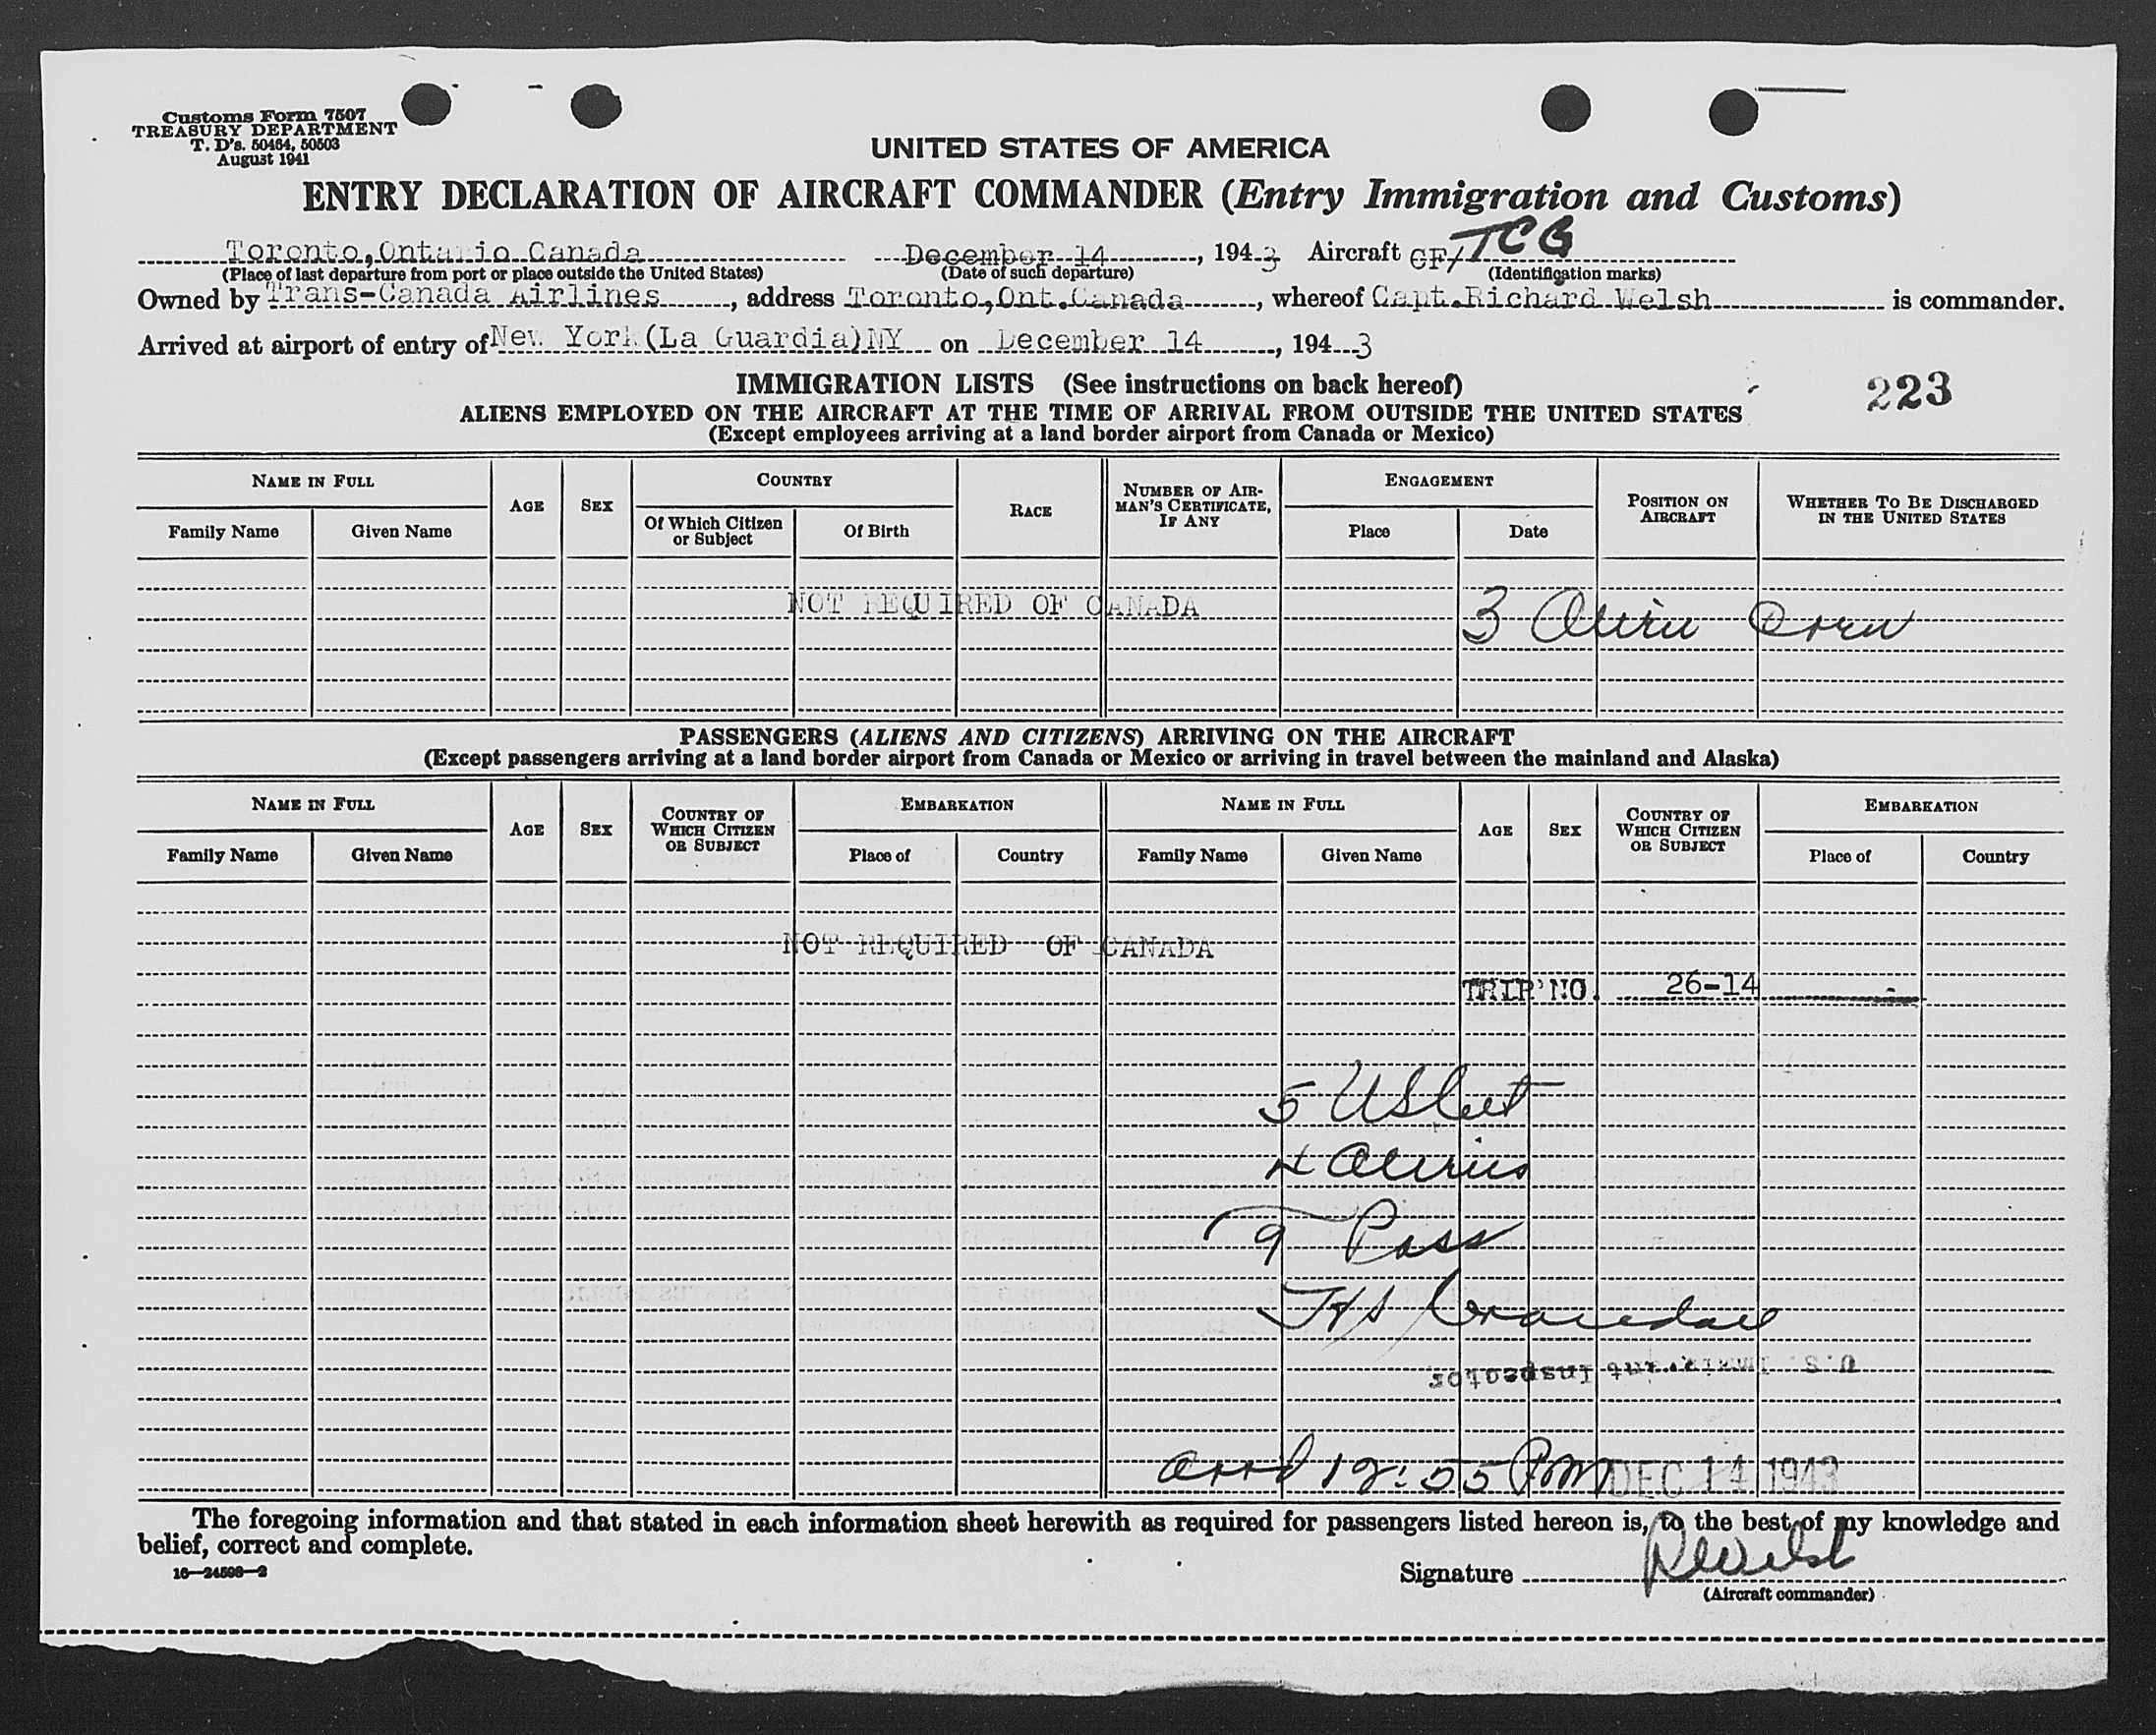 Customs Form 7507
TREASURY DEPARTMENT
T. D's. 50464, 50503
August 1941
UNITED STATES OF AMERICA
ENTRY DECLARATION OF AIRCRAFT COMMANDER (Entry Immigration and Customs)
Toronto, Ontario Canada December 14, 1943 Aircraft CF/TCG
(Place of last departure from port or place outside the United States) (Date of such departure) (Identification marks)
Owned by Trans-Canada Airlines, address Toronto, Ont. Canada, whereof Capt. Richard Welsh is commander.
Arrived at airport of entry of New York (La Guardia) NY on December 14, 1943
IMMIGRATION LISTS (See instructions on back hereof)
223
ALIENS EMPLOYED ON THE AIRCRAFT AT THE TIME OF ARRIVAL FROM OUTSIDE THE UNITED STATES
(Except employees arriving at a land border airport from Canada or Mexico)
NAME IN FULL COUNTRY ENGAGEMENT
AGE SEX RACE NUMBER OF AIRMAN'S CERTIFICATE, IF ANY POSITION ON AIRCRAFT WHETHER TO BE DISCHARGED IN THE UNITED STATES
Family Name Given Name Of Which Citizen or Subject Of Birth Place Date
NOT REQUIRED OF CANADA
3 Alien Crew
PASSENGERS (ALIENS AND CITIZENS) ARRIVING ON THE AIRCRAFT
(Except passengers arriving at a land border airport from Canada or Mexico or arriving in travel between the mainland and Alaska)
NAME IN FULL EMBARKATION NAME IN FULL EMBARKATION
AGE SEX COUNTRY OF WHICH CITIZEN OR SUBJECT AGE SEX COUNTRY OF WHICH CITIZEN OR SUBJECT
Family Name Given Name Place of Country Family Name Given Name Place of Country
NOT REQUIRED OF CANADA
TRIP NO. 26-14
5 US Cit
4 Aliens
9 Pass
U.S. Inspector
Arrd 12:55 PM DEC 14 1943
The foregoing information and that stated in each information sheet herewith as required for passengers listed hereon is, to the best of my knowledge and
belief, correct and complete.
16—24598-2
Signature R Welsh
(Aircraft commander)